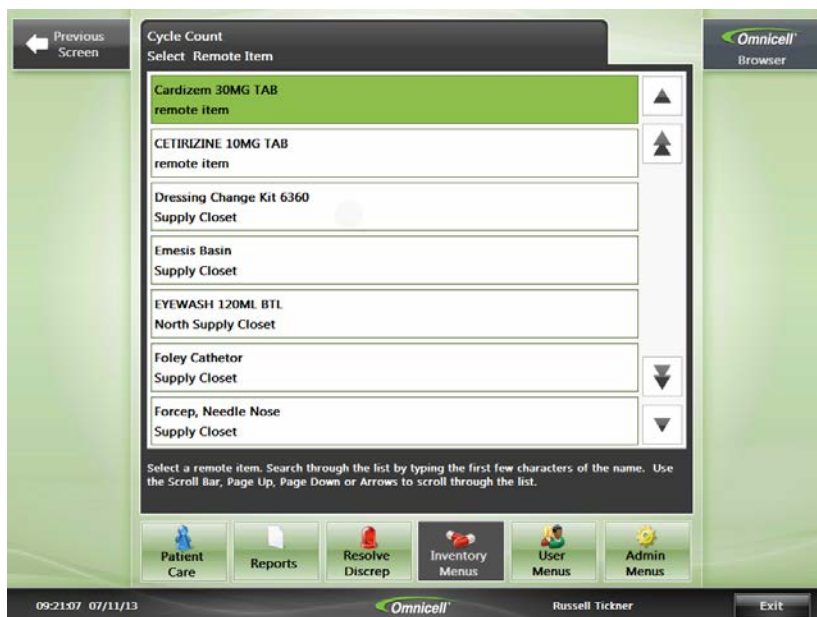 Previous
Screen
Cycle Count
Select Remote Item
Omnicell
Browser
Cardizem 30MG TAB
remote item
CETIRIZINE 10MG TAB
remote item
Dressing Change Kit 6360
Supply Closet
Emesis Basin
Supply Closet
EYEWASH 120ML BTL
North Supply Closet
Foley Cathetor
Supply Closet
Forcep, Needle Nose
Supply Closet
Select a remote item. Search through the list by typing the first few characters of the name. Use
the Scroll Bar, Page Up, Page Down or Arrows to scroll through the list.
Patient
Care
Reports
Resolve
Discrep
Inventory
Menus
User
Menus
Admin
Menus
09:21:07 07/11/13
Omnicell
Russell Tickner
Exit